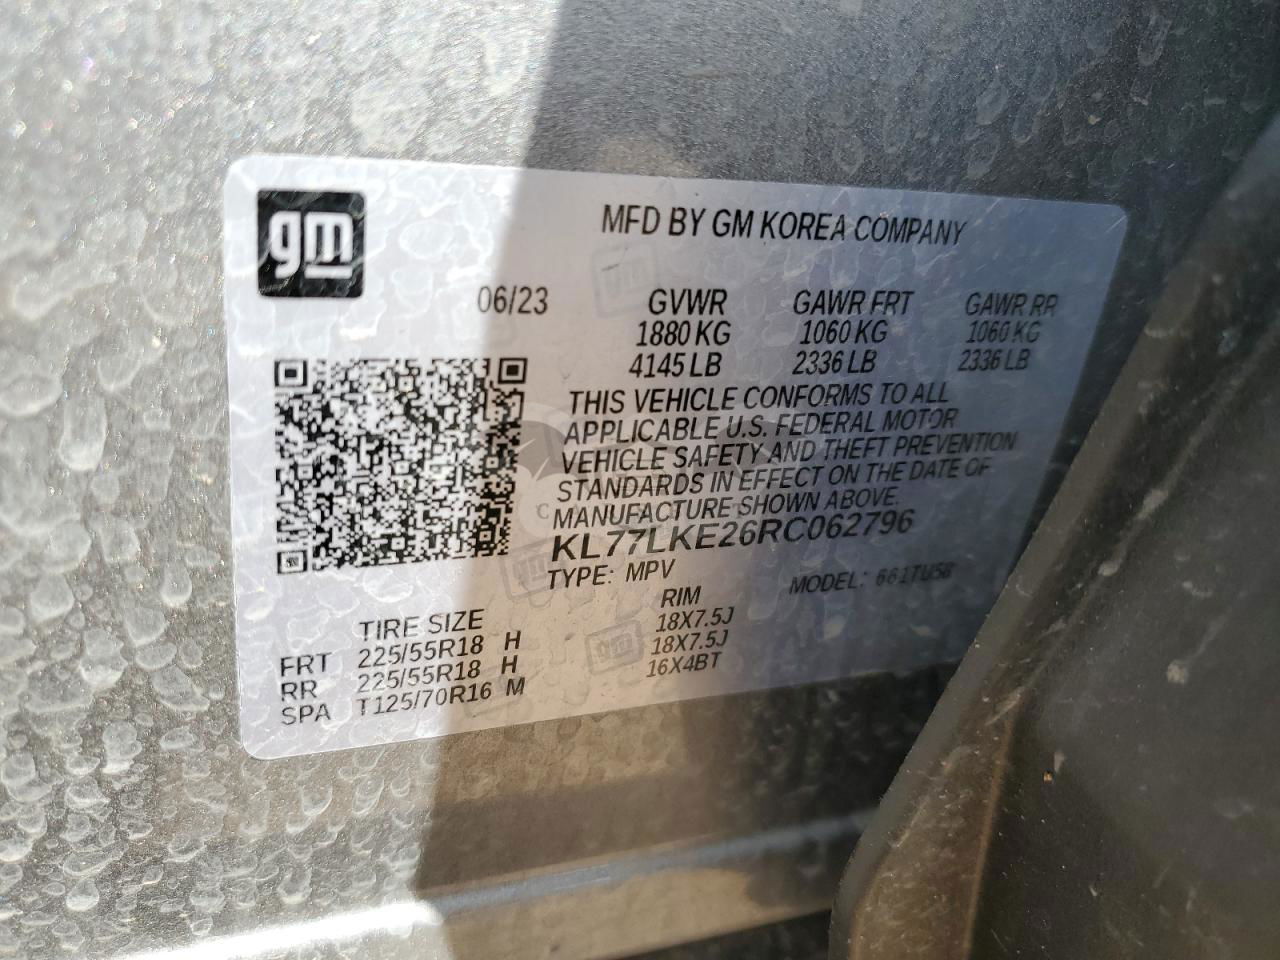 gm
MFD BY GM KOREA COMPANY
06/23 GVWR GAWR FRT GAWR RR
1880 KG 1060 KG 1060 KG
4145 LB 2336 LB 2336 LB
THIS VEHICLE CONFORMS TO ALL
APPLICABLE U.S. FEDERAL MOTOR
VEHICLE SAFETY AND THEFT PREVENTION
STANDARDS IN EFFECT ON THE DATE OF
MANUFACTURE SHOWN ABOVE.
KL77LKE26RC062796
TYPE: MPV MODEL: 661TU58
TIRE SIZE RIM
FRT 225/55R18 H 18X7.5J
RR 225/55R18 H 18X7.5J
SPA T125/70R16 M 16X4BT